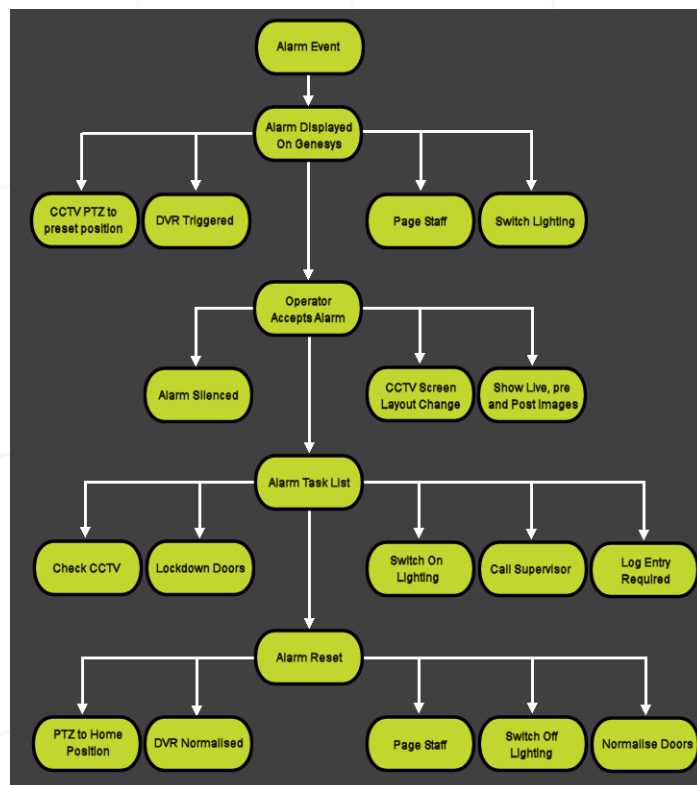 Alarm Event
Alarm Displayed
On Genesys
CCTV PTZ to
preset position
DVR Triggered
Page Staff
Switch Lighting
Operator
Accepts Alarm
Alarm Silenced
CCTV Screen
Layout Change
Show Live, pre
and Post Images
Alarm Task List
Check CCTV
Lockdown Doors
Switch On
Lighting
Call Supervisor
Log Entry
Required
Alarm Reset
PTZ to Home
Position
DVR Normalised
Page Staff
Switch Off
Lighting
Normalise Doors